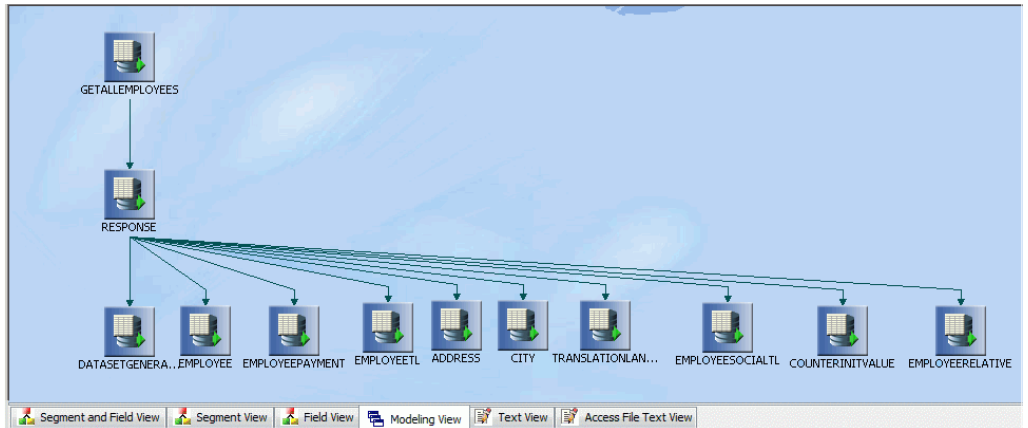 GETALLEMPLOYEES
RESPONSE
DATASETGENERA... EMPLOYEE EMPLOYEEPAYMENT EMPLOYEETL ADDRESS CITY TRANSLATIONLAN... EMPLOYEESOCIALTL COUNTERINITVALUE EMPLOYEERELATIVE
Segment and Field View Segment View Field View Modeling View Text View Access File Text View